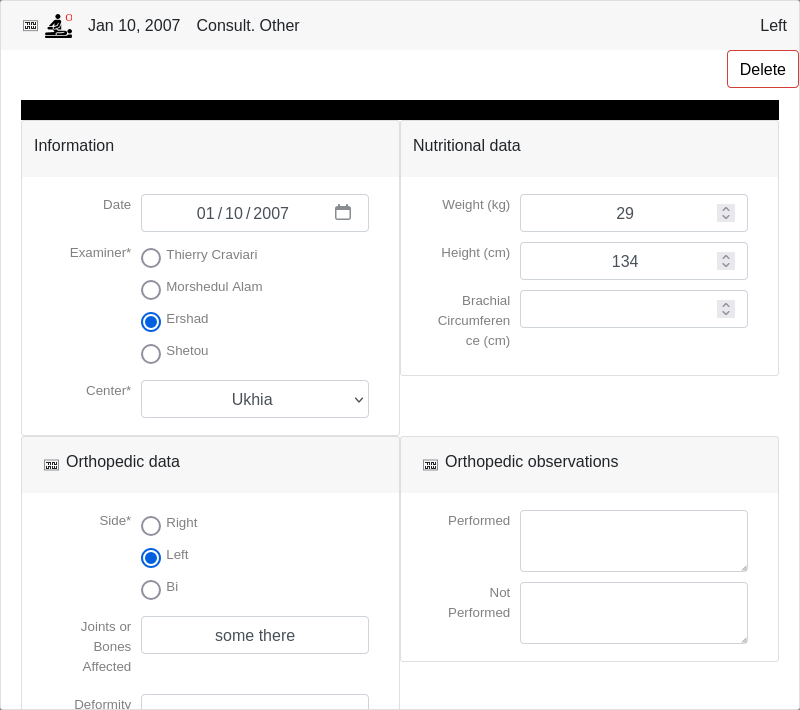 Jan 10, 2007 Consult. Other Left
Delete
Information
Date 01/10/2007
Examiner* Thierry Craviari
Morshedul Alam
Ershad
Shetou
Center* Ukhia
Nutritional data
Weight (kg) 29
Height (cm) 134
Brachial
Circumferen
ce (cm)
Orthopedic data
Side* Right
Left
Bi
Joints or
Bones
Affected
some there
Deformity
Orthopedic observations
Performed
Not
Performed